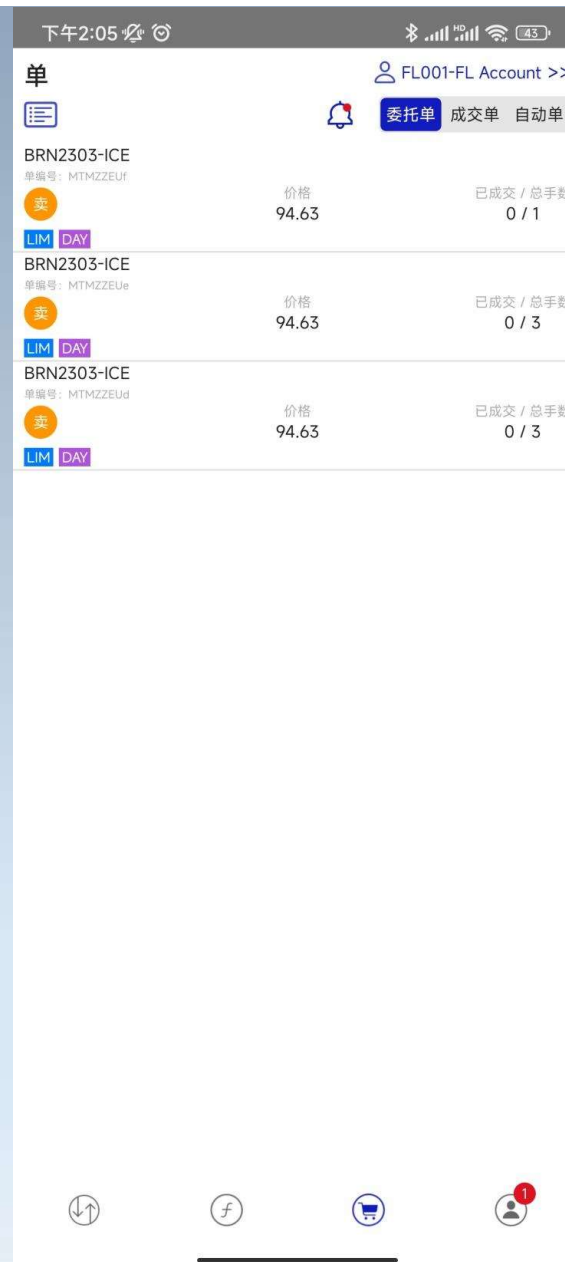 下午2:05 HD 43
单
FL001-FL Account >>
委托单 成交单 自动单
BRN2303-ICE
单编号: MTMZZEUf
卖
价格
94.63
已成交 / 总手数
0 / 1
LIM DAY
BRN2303-ICE
单编号: MTMZZEUe
卖
价格
94.63
已成交 / 总手数
0 / 3
LIM DAY
BRN2303-ICE
单编号: MTMZZEUd
卖
价格
94.63
已成交 / 总手数
0 / 3
LIM DAY
f
1